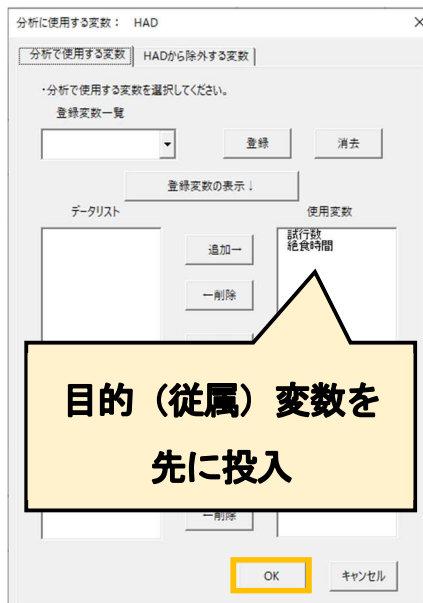 分析に使用する変数： HAD
分析で使用する変数 HADから除外する変数
・分析で使用する変数を選択してください。
登録変数一覧
登録 消去
登録変数の表示↓
データリスト 使用変数
試行数
絶食時間
追加→
←削除
目的（従属）変数を
先に投入
←削除
OK キャンセル